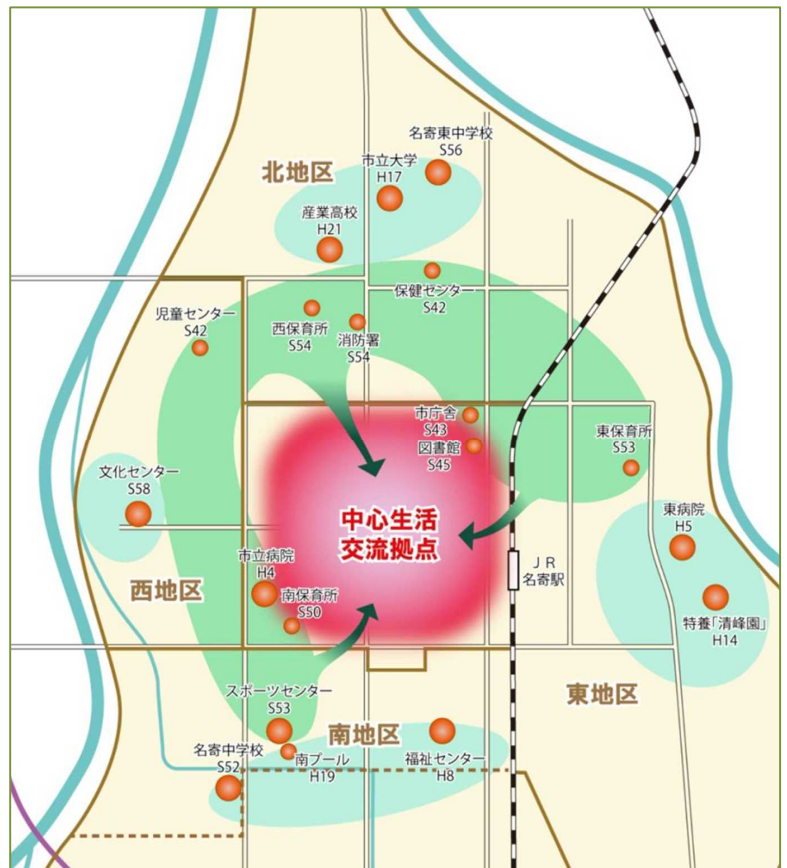 名寄東中学校
S56
市立大学
H17
北地区
産業高校
H21
保健センター
S42
児童センター
S42
西保育所
S54
消防署
S54
市庁舎
S43
図書館
S45
東保育所
S53
文化センター
S58
中心生活
交流拠点
東病院
H5
市立病院
H4
JR
名寄駅
西地区
南保育所
S50
特養「清峰園」
H14
スポーツセンター
S53
東地区
南地区
名寄中学校
S52
南プール
H19
福祉センター
H8